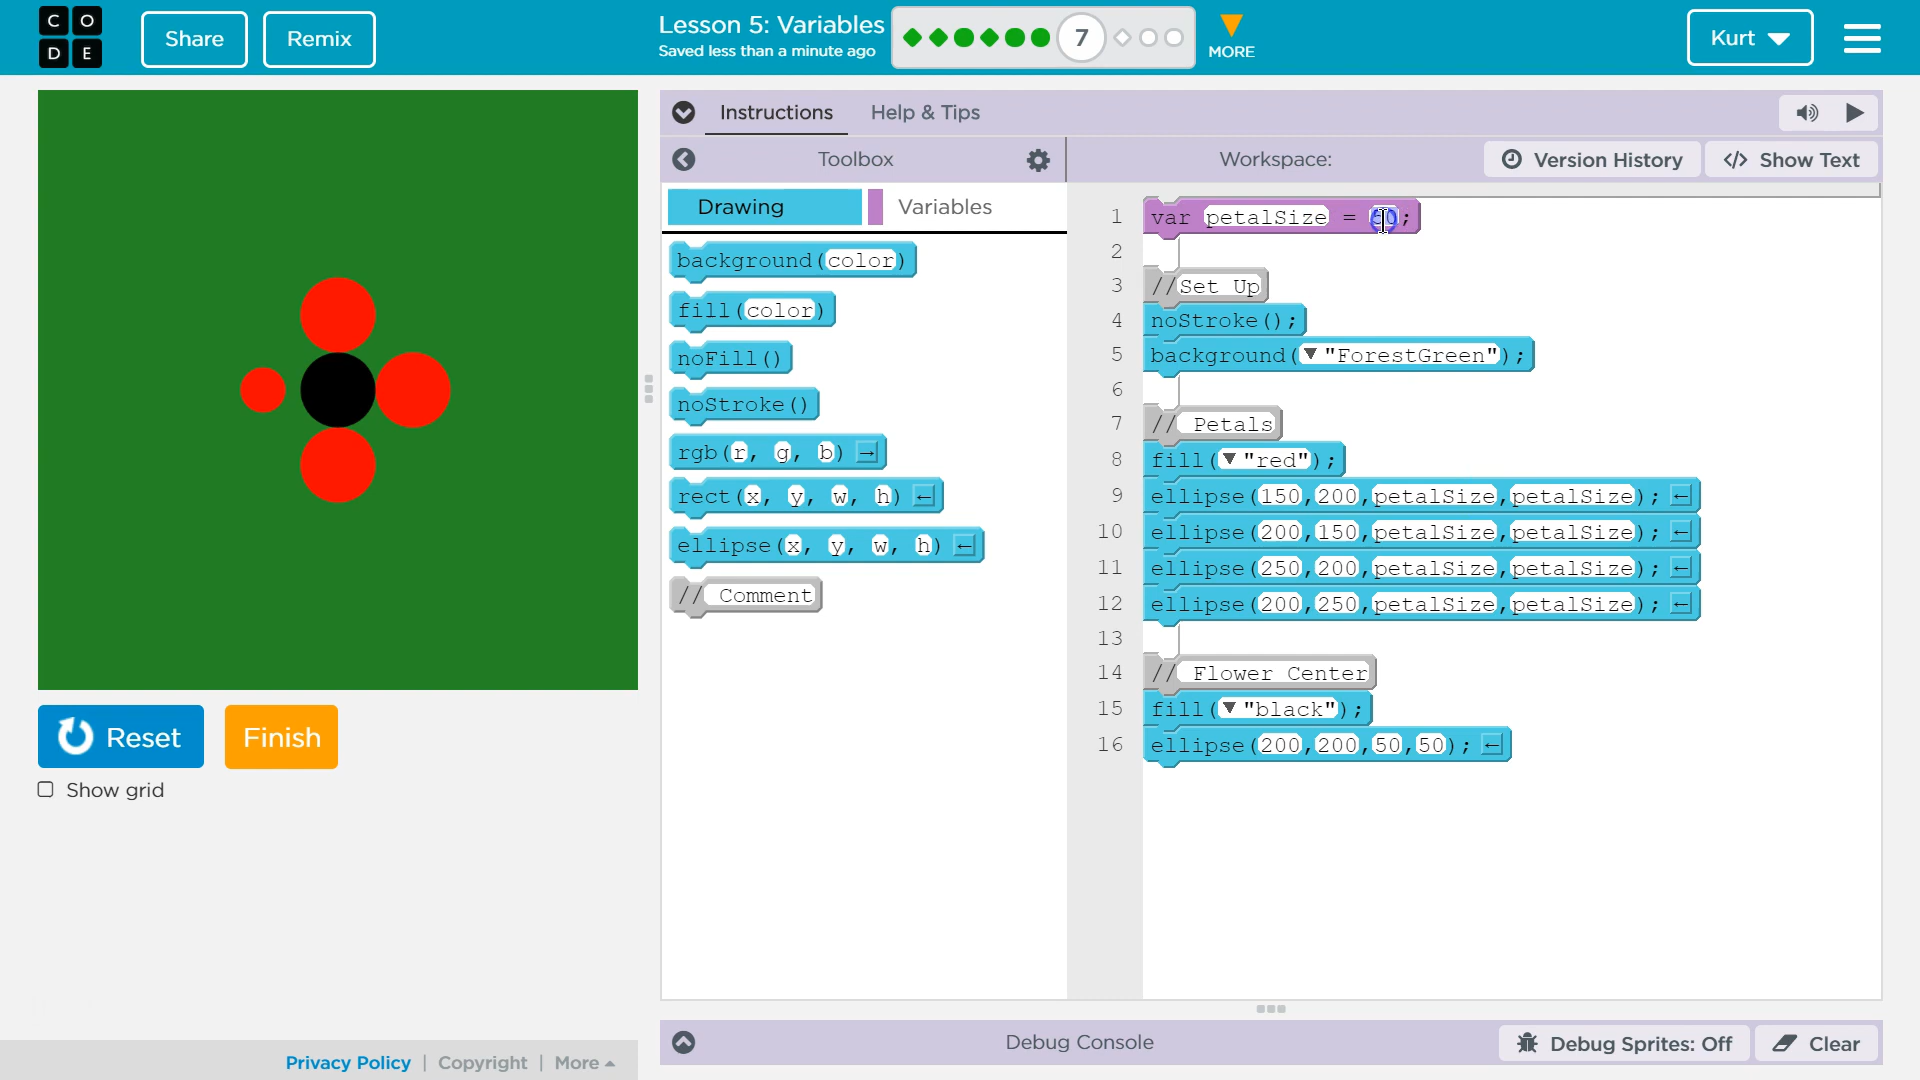 CODE
Share
Remix
Lesson 5: Variables
Saved less than a minute ago
7
MORE
Kurt
Instructions
Help & Tips
Toolbox
Workspace:
Version History
</> Show Text
Drawing
Variables
background(color)
fill(color)
noFill()
noStroke()
rgb(r, g, b) →
rect(x, y, w, h) ←
ellipse(x, y, w, h) ←
// Comment
1 var petalSize = ;
2
3 //Set Up
4 noStroke();
5 background(▼"ForestGreen");
6
7 // Petals
8 fill(▼"red");
9 ellipse(150,200,petalSize,petalSize); ←
10 ellipse(200,150,petalSize,petalSize); ←
11 ellipse(250,200,petalSize,petalSize); ←
12 ellipse(200,250,petalSize,petalSize); ←
13
14 // Flower Center
15 fill(▼"black");
16 ellipse(200,200,50,50); ←
Reset
Finish
Show grid
Debug Console
Debug Sprites: Off
Clear
Privacy Policy | Copyright | More